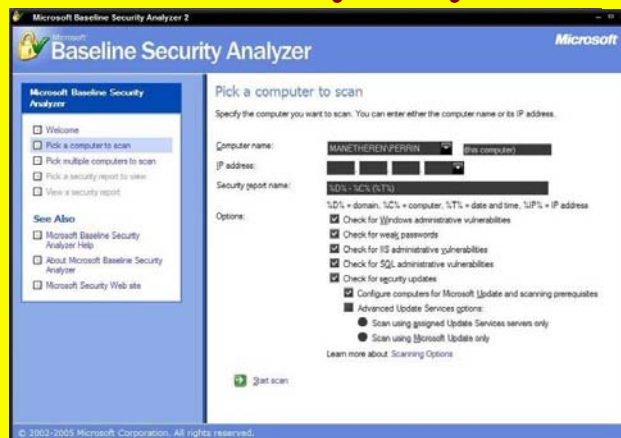 Microsoft Baseline Security Analyzer 2
Microsoft
Baseline Security Analyzer
Microsoft
Microsoft Baseline Security Analyzer
Welcome
Pick a computer to scan
Pick multiple computers to scan
Pick a security report to view
View a security report
See Also
Microsoft Baseline Security Analyzer Help
About Microsoft Baseline Security Analyzer
Microsoft Security Web site
Pick a computer to scan
Specify the computer you want to scan. You can enter either the computer name or its IP address.
Computer name: MANETHEREN\PERRIN (this computer)
IP address:
Security report name: %D% - %C% (%T%)
%D% = domain, %C% = computer, %T% = date and time, %IP% = IP address
Options:
Check for Windows administrative vulnerabilities
Check for weak passwords
Check for IIS administrative vulnerabilities
Check for SQL administrative vulnerabilities
Check for security updates
Configure computers for Microsoft Update and scanning prerequisites
Advanced Update Services options:
Scan using assigned Update Services servers only
Scan using Microsoft Update only
Learn more about Scanning Options
Start scan
© 2002-2005 Microsoft Corporation. All rights reserved.